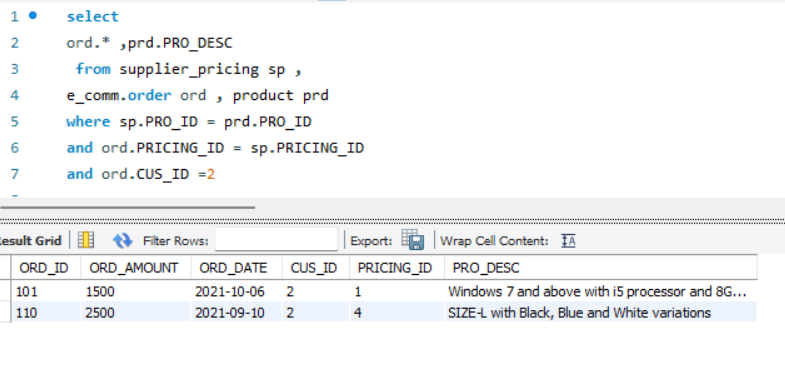 1 select
2 ord.* ,prd.PRO_DESC
3 from supplier_pricing sp ,
4 e_comm.order ord , product prd
5 where sp.PRO_ID = prd.PRO_ID
6 and ord.PRICING_ID = sp.PRICING_ID
7 and ord.CUS_ID =2
Result Grid Filter Rows: Export: Wrap Cell Content: IA
ORD_ID ORD_AMOUNT ORD_DATE CUS_ID PRICING_ID PRO_DESC
101 1500 2021-10-06 2 1 Windows 7 and above with i5 processor and 8G...
110 2500 2021-09-10 2 4 SIZE-L with Black, Blue and White variations